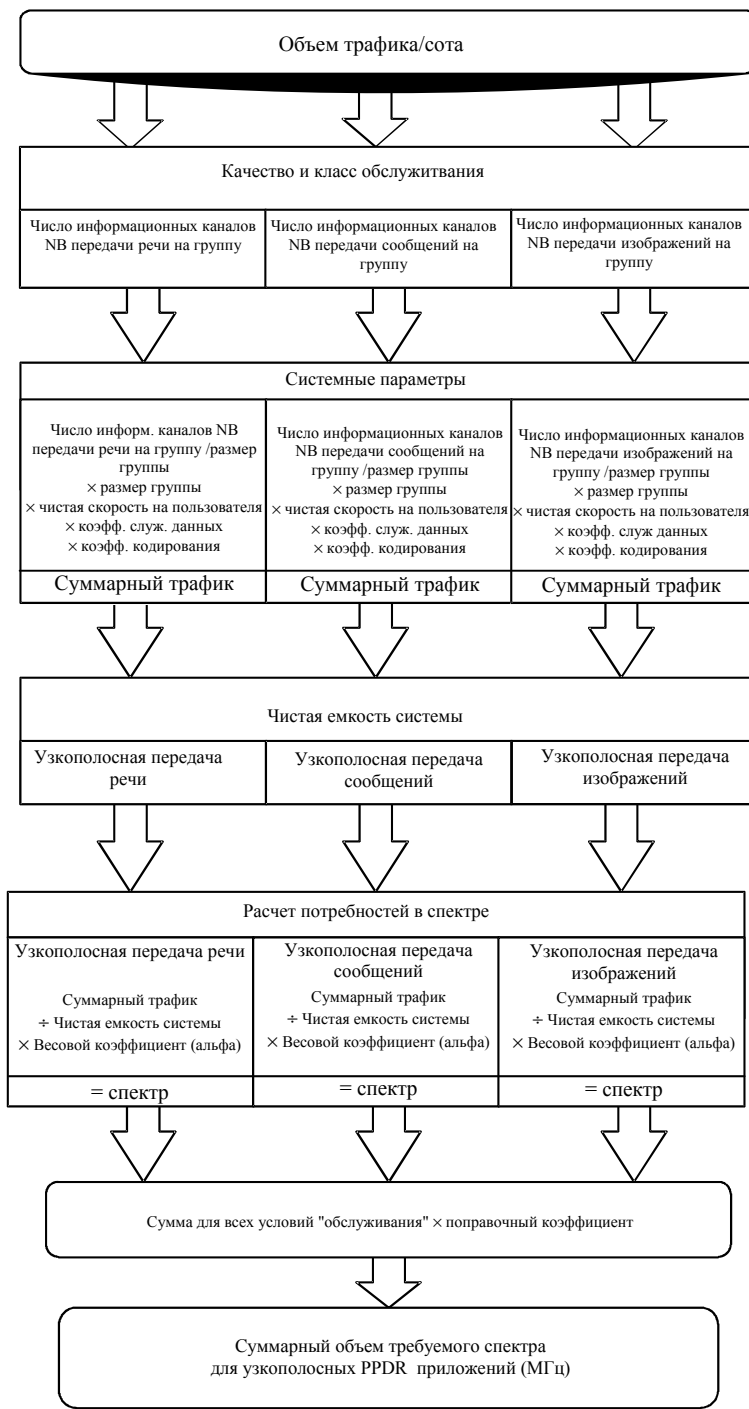 Объем трафика/сота
Качество и класс обслужитвания
Число информационных каналов
NB передачи речи на группу
Число информационных каналов
NB передачи сообщений на
группу
Число информационных каналов
NB передачи изображений на
группу
Системные параметры
Число информ. каналов NB
передачи речи на группу /размер
группы
× размер группы
× чистая скорость на пользователя
× коэфф. служ. данных
× коэфф. кодирования
Число информационных каналов
NB передачи сообщений на
группу /размер группы
× размер группы
× чистая скорость на пользователя
× коэфф. служ. данных
× коэфф. кодирования
Число информационных каналов
NB передачи изображений на
группу /размер группы
× размер группы
× чистая скорость на пользователя
× коэфф. служ данных
× коэфф. кодирования
Суммарный трафик
Суммарный трафик
Суммарный трафик
Чистая емкость системы
Узкополосная передача
речи
Узкополосная передача
сообщений
Узкополосная передача
изображений
Расчет потребностей в спектре
Узкополосная передача речи
Суммарный трафик
÷ Чистая емкость системы
× Весовой коэффициент (альфа)
Узкополосная передача
сообщений
Суммарный трафик
÷ Чистая емкость системы
× Весовой коэффициент (альфа)
Узкополосная передача
изображений
Суммарный трафик
÷ Чистая емкость системы
× Весовой коэффициент (альфа)
= спектр
= спектр
= спектр
Сумма для всех условий "обслуживания" × поправочный коэффициент
Суммарный объем требуемого спектра
для узкополосных PPDR приложений (МГц)